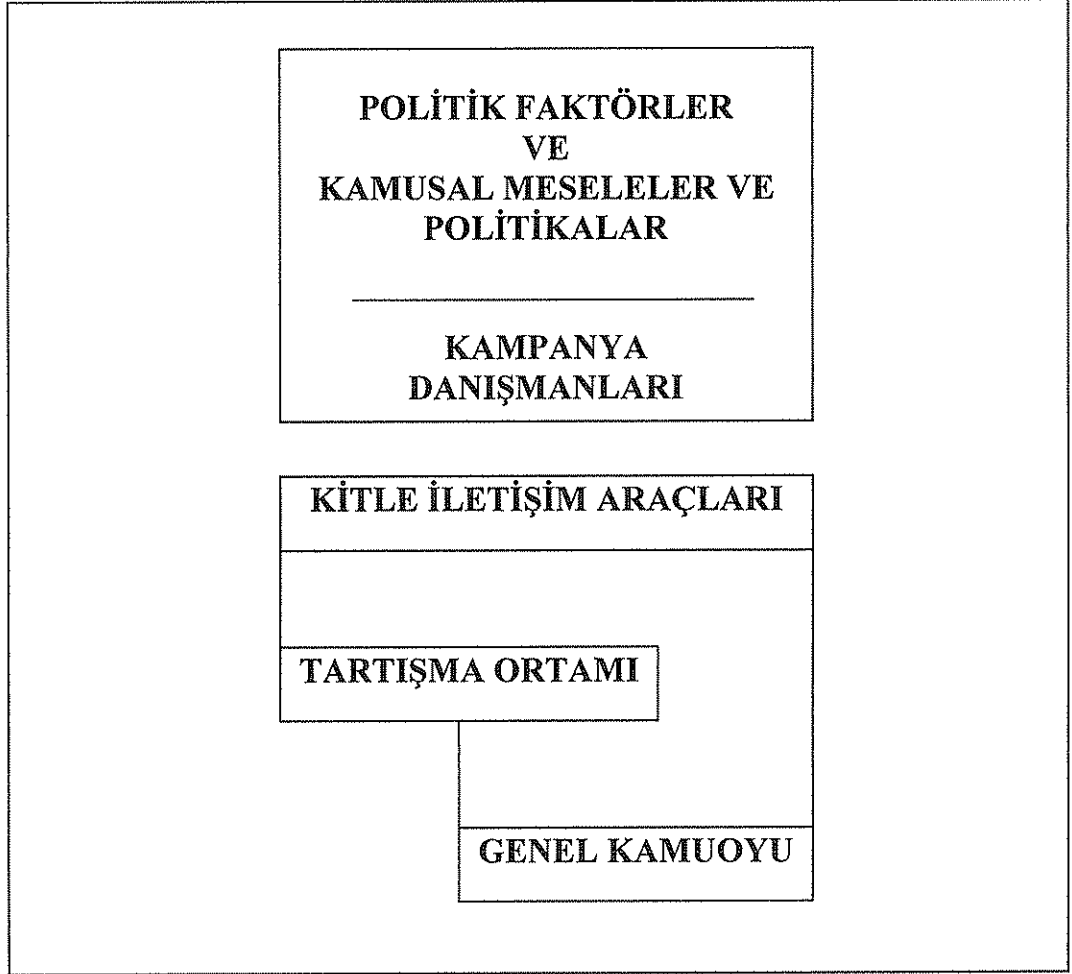 POLİTİK FAKTÖRLER
VE
KAMUSAL MESELELER VE
POLİTİKALAR
KAMPANYA
DANIŞMANLARI
KİTLE İLETİŞİM ARAÇLARI
TARTIŞMA ORTAMI
GENEL KAMUOYU